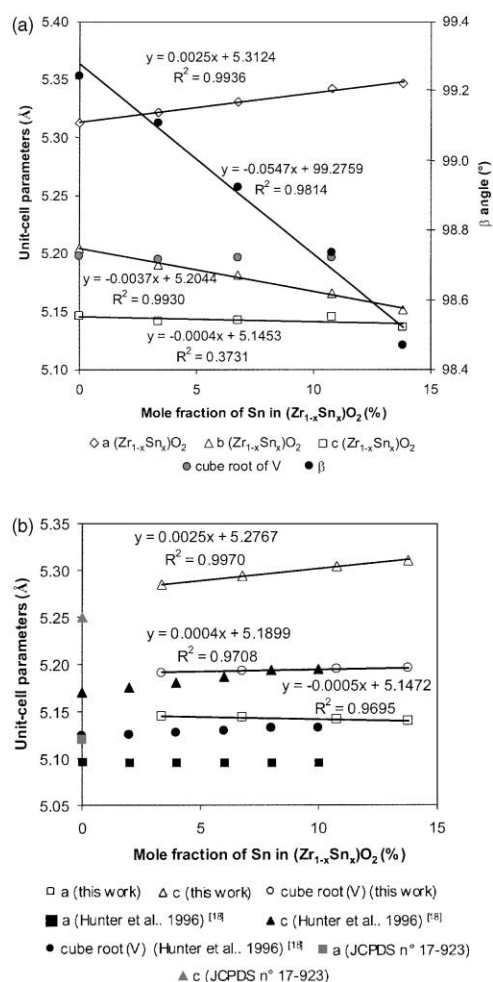 (a)
5.40
5.35
5.30
5.25
5.20
5.15
5.10
Unit-cell parameters (Å)
y = 0.0025x + 5.3124
R² = 0.9936
y = -0.0547x + 99.2759
R² = 0.9814
y = -0.0037x + 5.2044
R² = 0.9930
y = -0.0004x + 5.1453
R² = 0.3731
99.4
99.2
99.0
98.8
98.6
98.4
β angle (°)
0 5 10 15
Mole fraction of Sn in (Zr₁₋ₓSnₓ)O₂ (%)
a (Zr₁₋ₓSnₓ)O₂ b (Zr₁₋ₓSnₓ)O₂ c (Zr₁₋ₓSnₓ)O₂
cube root of V β
(b)
5.35
5.30
5.25
5.20
5.15
5.10
5.05
Unit-cell parameters (Å)
y = 0.0025x + 5.2767
R² = 0.9970
y = 0.0004x + 5.1899
R² = 0.9708
y = -0.0005x + 5.1472
R² = 0.9695
0 5 10 15
Mole fraction of Sn in (Zr₁₋ₓSnₓ)O₂ (%)
a (this work) c (this work) cube root (V) (this work)
a (Hunter et al.. 1996) [18] c (Hunter et al.. 1996) [18]
cube root (V) (Hunter et al.. 1996) [18] a (JCPDS n° 17-923)
c (JCPDS n° 17-923)